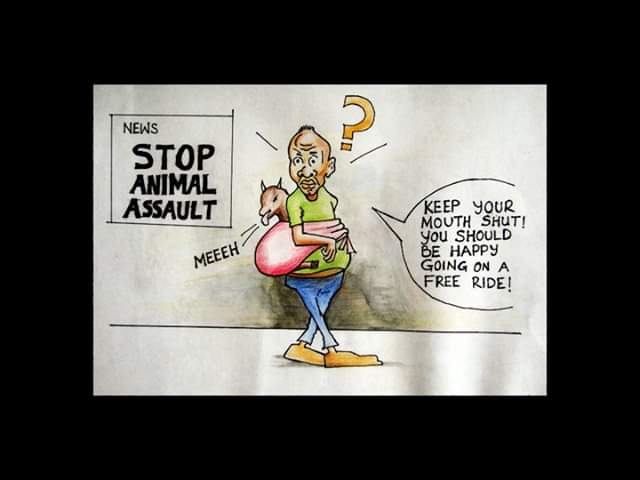 NEWS
STOP
ANIMAL
ASSAULT
MEEEH
?
KEEP YOUR
MOUTH SHUT!
YOU SHOULD
BE HAPPY
GOING ON A
FREE RIDE!